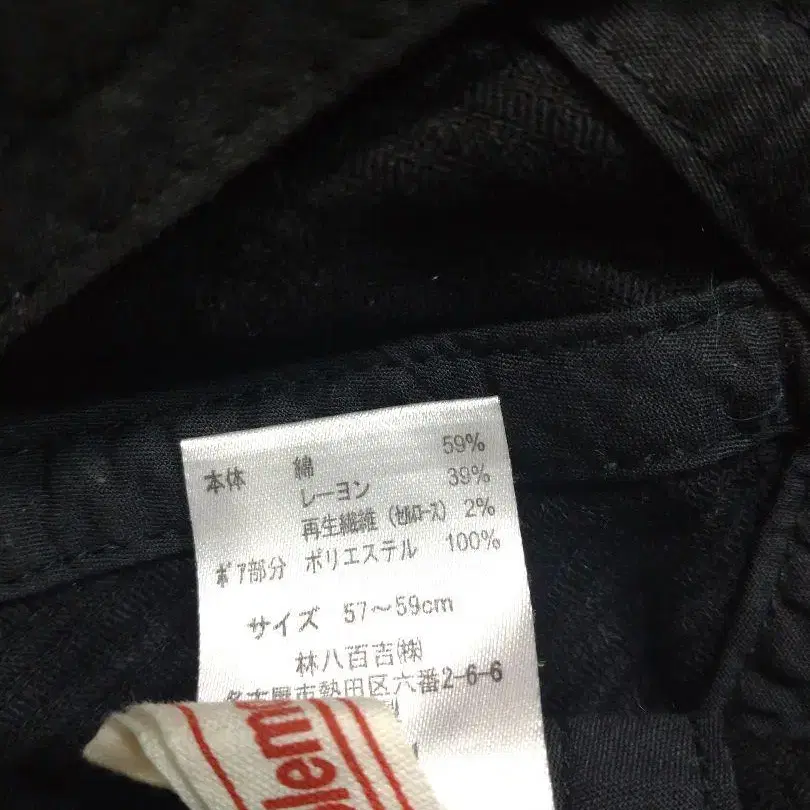 本体 綿 59%
レーヨン 39%
再生繊維(セルロース) 2%
ボア部分 ポリエステル 100%
サイズ 57〜59cm
林八百吉㈱
名古屋市熱田区六番2-6-6